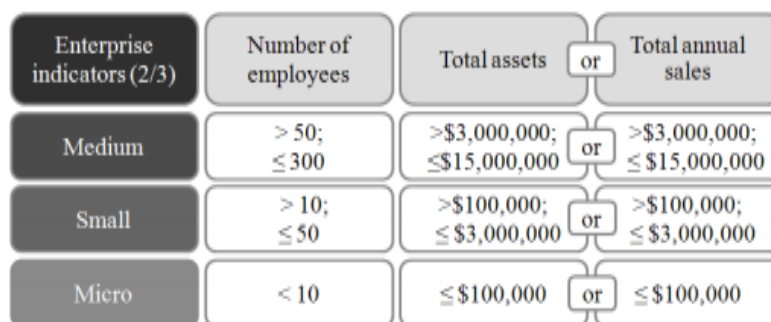 Enterprise
indicators (2/3)
Number of
employees
Total assets
or
Total annual
sales
Medium
> 50;
≤ 300
>$3,000,000;
≤$15,000,000
or
>$3,000,000;
≤ $15,000,000
Small
> 10;
≤ 50
>$100,000;
≤ $3,000,000
or
>$100,000;
≤ $3,000,000
Micro
< 10
≤ $100,000
or
≤ $100,000